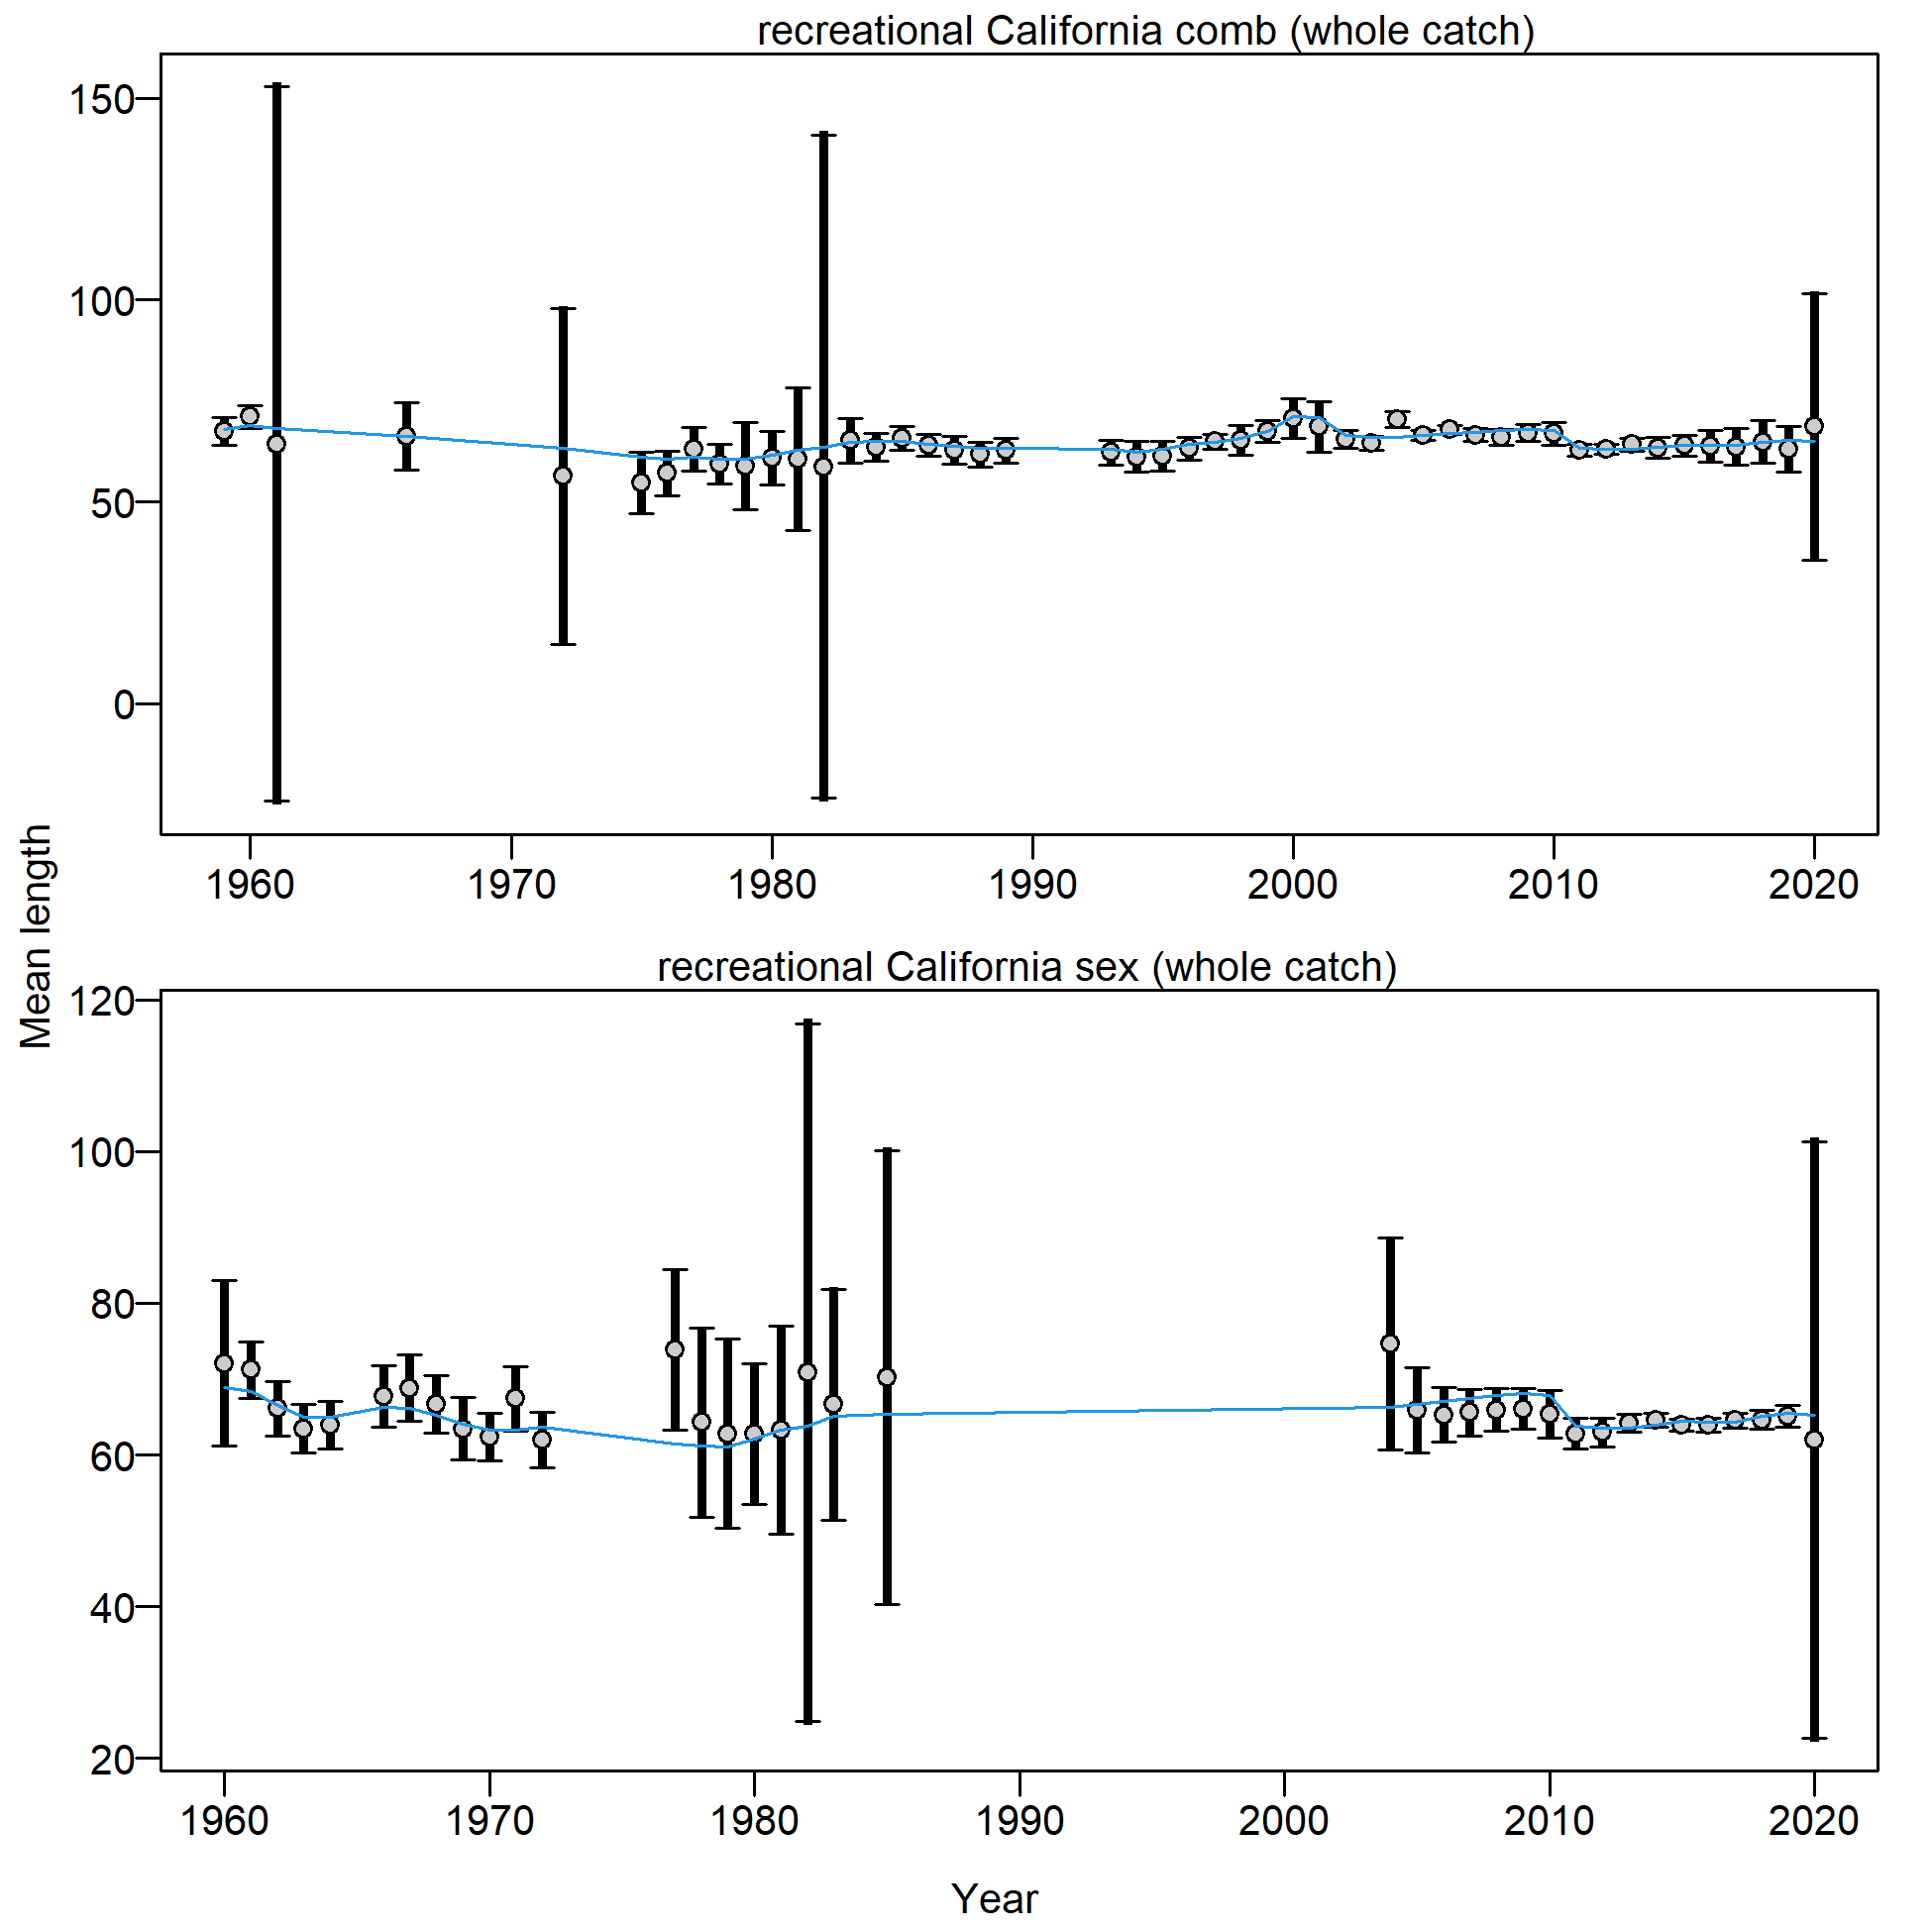 recreational California comb (whole catch)
150
100
50
0
1960 1970 1980 1990 2000 2010 2020
Mean length
recreational California sex (whole catch)
120
100
80
60
40
20
1960 1970 1980 1990 2000 2010 2020
Year